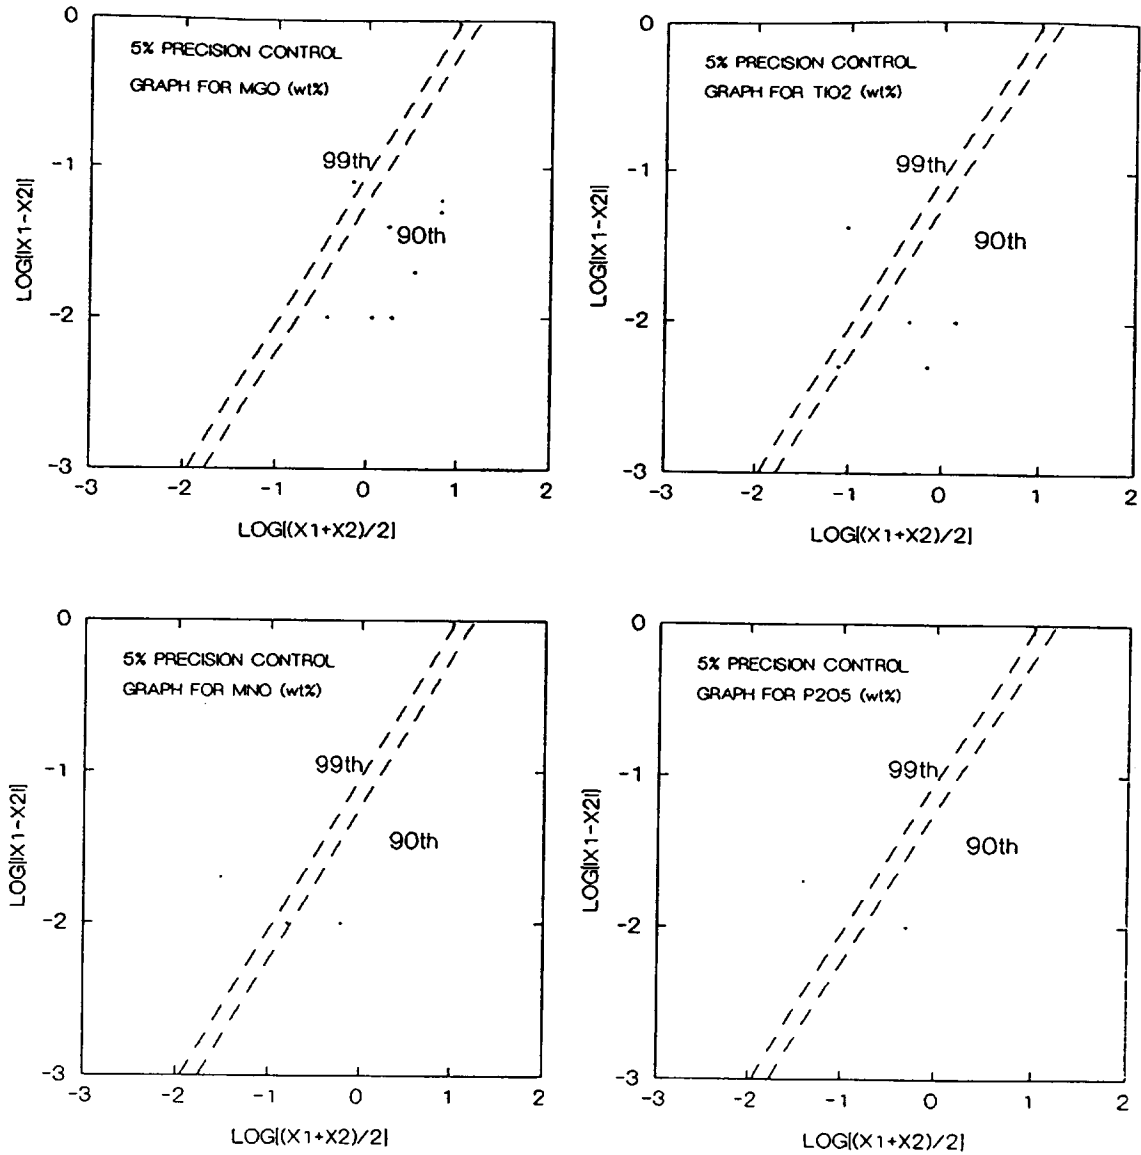 0
5% PRECISION CONTROL
GRAPH FOR MGO (wt%)
99th
-1
90th
LOG[|X1-X2|]
-2
-3
-3 -2 -1 0 1 2
LOG[(X1+X2)/2]
0
5% PRECISION CONTROL
GRAPH FOR TIO2 (wt%)
99th
-1
90th
LOG[|X1-X2|]
-2
-3
-3 -2 -1 0 1 2
LOG[(X1+X2)/2]
0
5% PRECISION CONTROL
GRAPH FOR MNO (wt%)
99th
-1
90th
LOG[|X1-X2|]
-2
-3
-3 -2 -1 0 1 2
LOG[(X1+X2)/2]
0
5% PRECISION CONTROL
GRAPH FOR P2O5 (wt%)
99th
-1
90th
LOG[|X1-X2|]
-2
-3
-3 -2 -1 0 1 2
LOG[(X1+X2)/2]